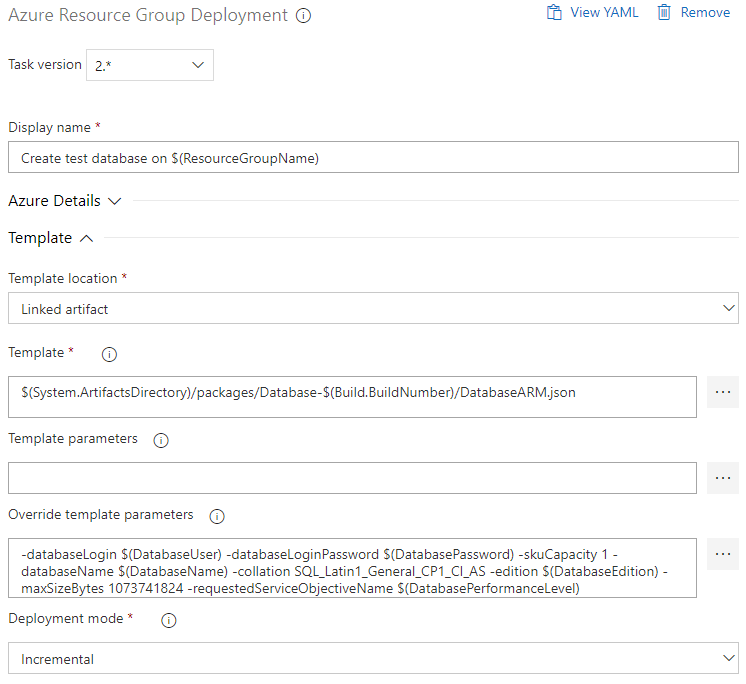 Azure Resource Group Deployment
View YAML
Remove
Task version
2.*
Display name *
Create test database on $(ResourceGroupName)
Azure Details
Template
Template location *
Linked artifact
Template *
$(System.ArtifactsDirectory)/packages/Database-$(Build.BuildNumber)/DatabaseARM.json
Template parameters
Override template parameters
-databaseLogin $(DatabaseUser) -databaseLoginPassword $(DatabasePassword) -skuCapacity 1 -
databaseName $(DatabaseName) -collation SQL_Latin1_General_CP1_CI_AS -edition $(DatabaseEdition) -
maxSizeBytes 1073741824 -requestedServiceObjectiveName $(DatabasePerformanceLevel)
Deployment mode *
Incremental